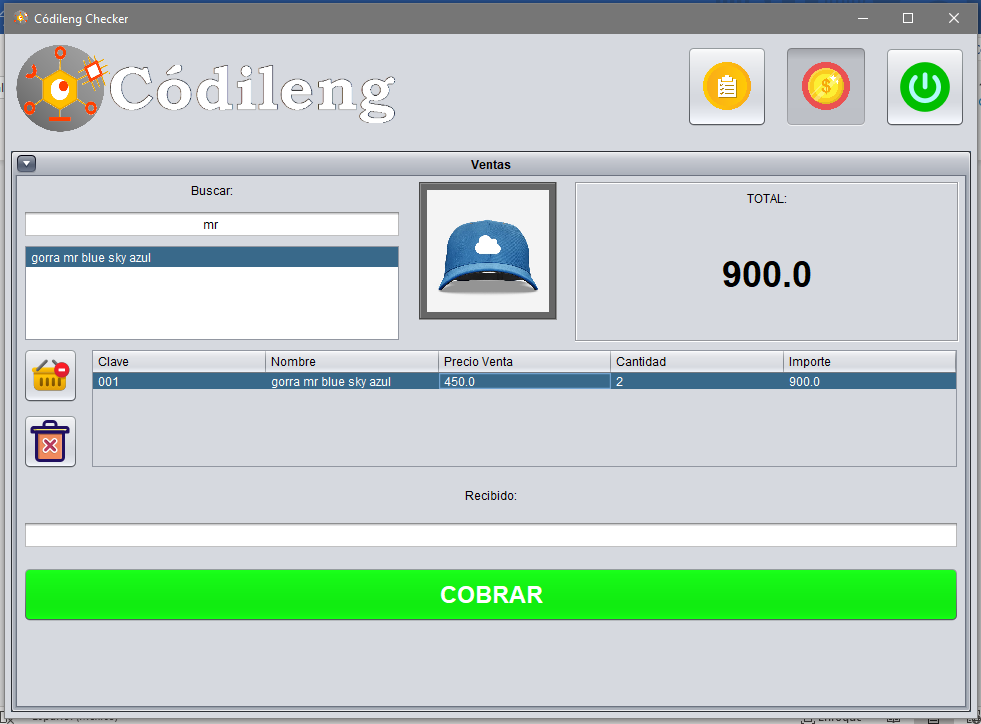 Códileng Checker
Códileng
Ventas
Buscar:
mr
gorra mr blue sky azul
TOTAL:
900.0
Clave Nombre Precio Venta Cantidad Importe
001 gorra mr blue sky azul 450.0 2 900.0
Recibido:
COBRAR